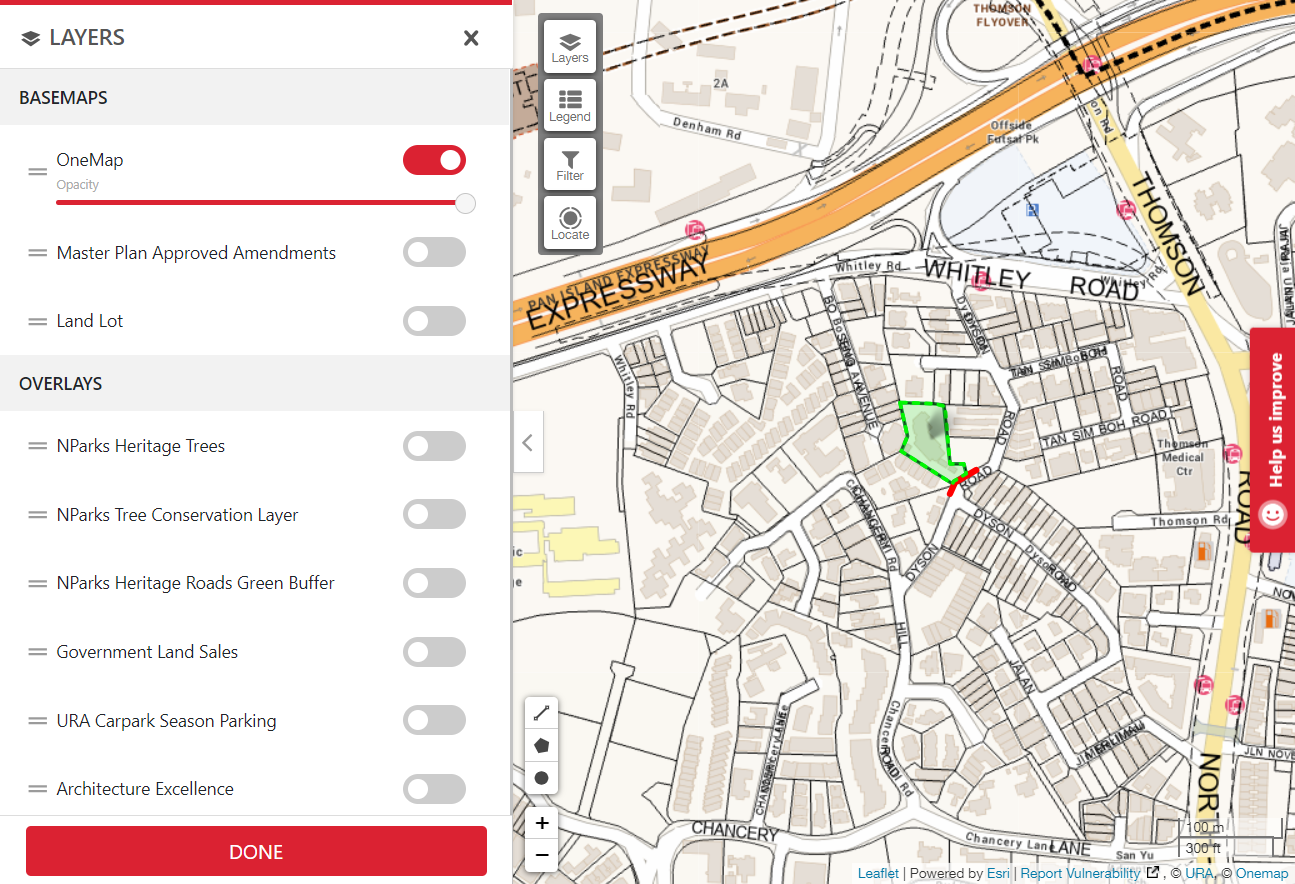 LAYERS
BASEMAPS
OneMap
Opacity
Master Plan Approved Amendments
Land Lot
OVERLAYS
NParks Heritage Trees
NParks Tree Conservation Layer
NParks Heritage Roads Green Buffer
Government Land Sales
URA Carpark Season Parking
Architecture Excellence
DONE
Layers
Legend
Filter
Locate
THOMSON
FLYOVER
2A
Denham Rd
Offside
Futsal Pk
on Rd
THOMSON
PAN ISLAND EXPRESSWAY
EXPRESSWAY
Whitley Rd
WHITLEY
ROAD
Whitley Rd
Whitley Rd
AVENUE
DYSON
TAN SIM BOH
ROAD
ROAD
TAN SIM BOH ROAD
Thomson
Medical
Ctr
ROAD
ROAD
Thomson Rd
CHANCERY
DYSON
DYSON
ROAD
HILL
JALAN
Chancery
ROAD
Rd
LANE
JLN NOVE
NOR
CHANCERY
Chancery Lane
LANE
San Yu
ic
e
Help us improve
+
−
100 m
300 ft
Leaflet | Powered by Esri | Report Vulnerability , © URA, © Onemap